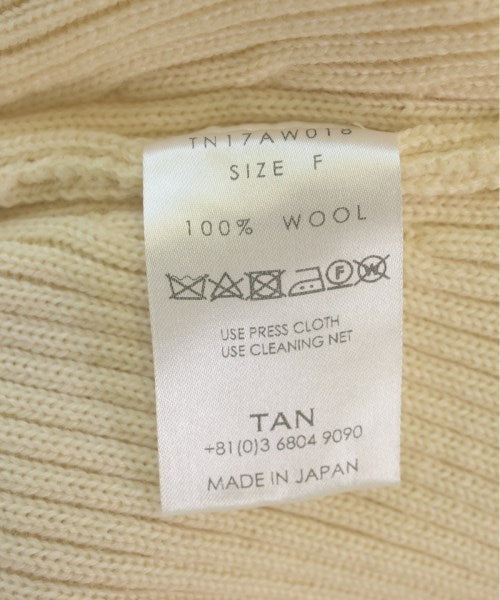 TN17AW018
SIZE F
100% WOOL
F W
USE PRESS CLOTH
USE CLEANING NET
TAN
+81(0)3 6804 9090
MADE IN JAPAN